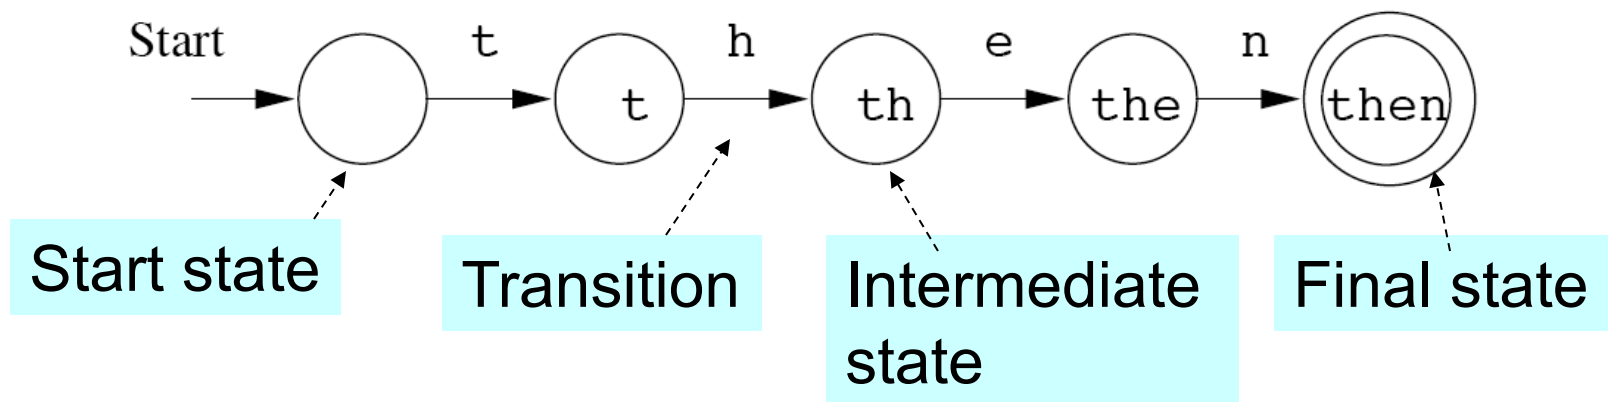 Start t h e n
t th the then
Start state Transition Intermediate state Final state